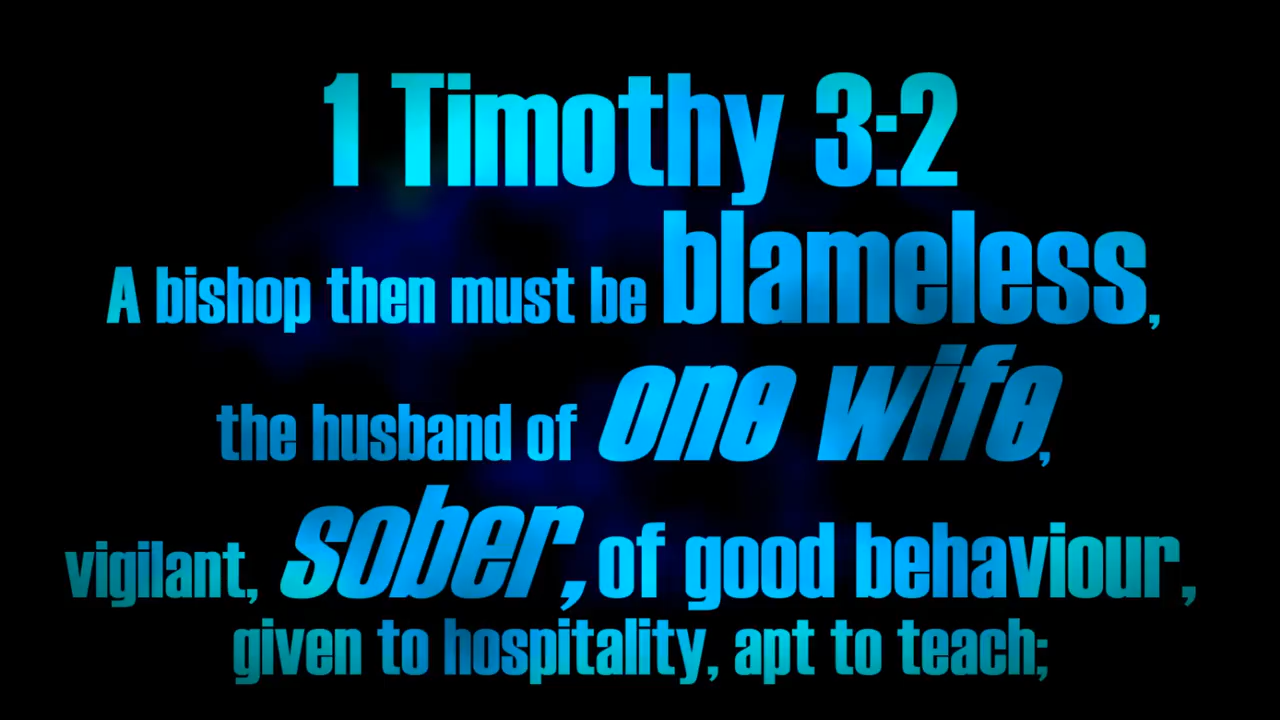 1 Timothy 3:2
A bishop then must be blameless,
the husband of one wife,
vigilant, sober, of good behaviour,
given to hospitality, apt to teach;